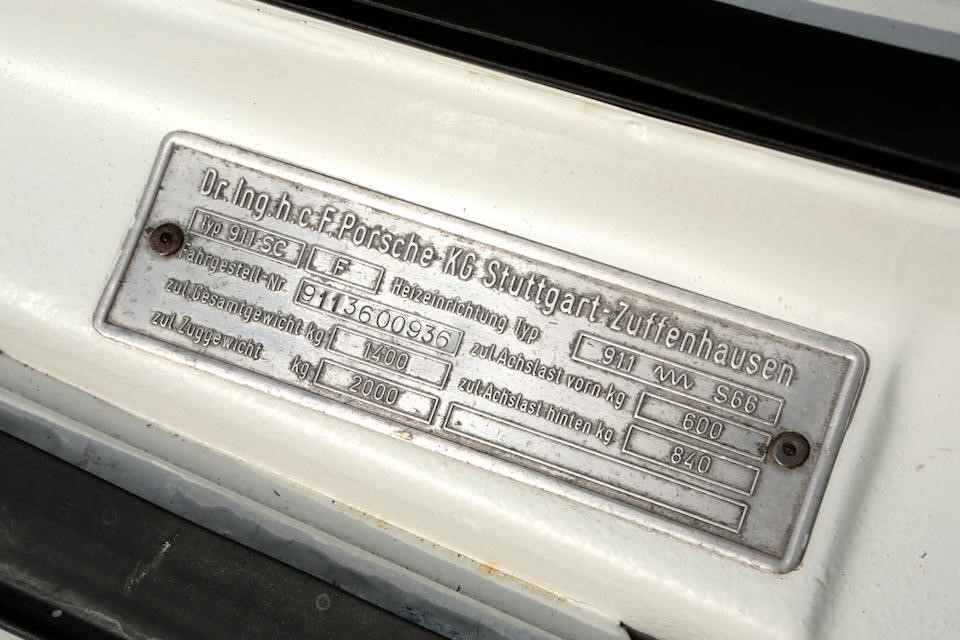 Dr.Ing.h.c.F.Porsche KG Stuttgart-Zuffenhausen
Typ 911 SC F Heizeinrichtung Typ 911 S66
Fahrgestell-Nr. 9113600936 zul.Achslast vorn kg 600
zul.Gesamtgewicht kg 1400 zul.Achslast hinten kg 840
zul.Zuggewicht kg 2000